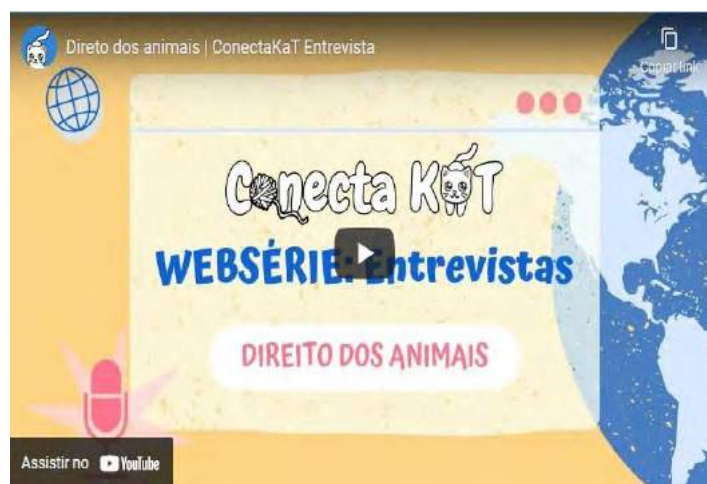 Direto dos animais | ConectaKaT Entrevista
Copiar link
Conecta KAT
WEBSÉRIE: Entrevistas
DIREITO DOS ANIMAIS
Assistir no YouTube